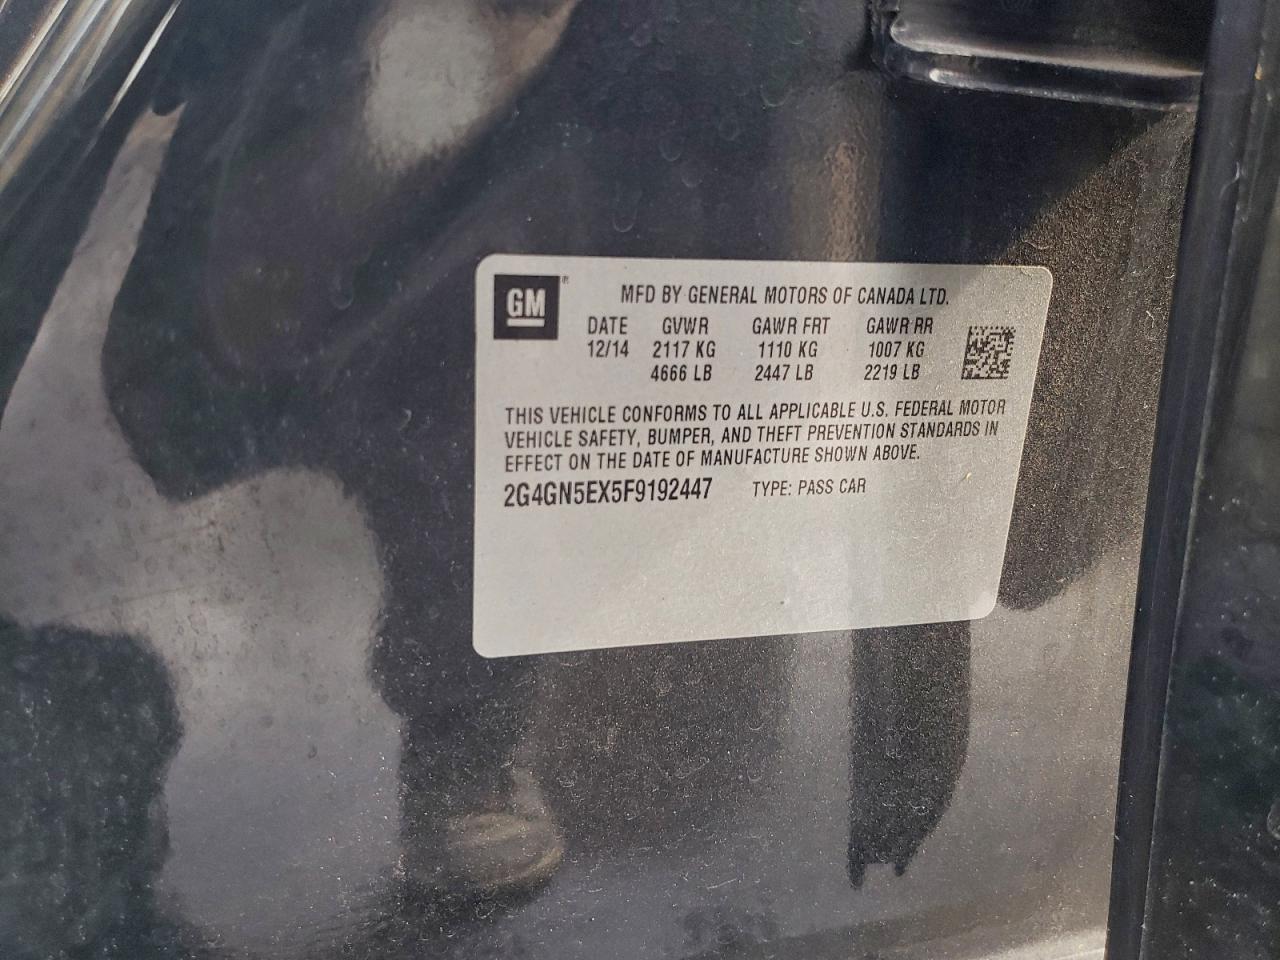 GM®
MFD BY GENERAL MOTORS OF CANADA LTD.
DATE GVWR GAWR FRT GAWR RR
12/14 2117 KG 1110 KG 1007 KG
4666 LB 2447 LB 2219 LB
THIS VEHICLE CONFORMS TO ALL APPLICABLE U.S. FEDERAL MOTOR
VEHICLE SAFETY, BUMPER, AND THEFT PREVENTION STANDARDS IN
EFFECT ON THE DATE OF MANUFACTURE SHOWN ABOVE.
2G4GN5EX5F9192447 TYPE: PASS CAR